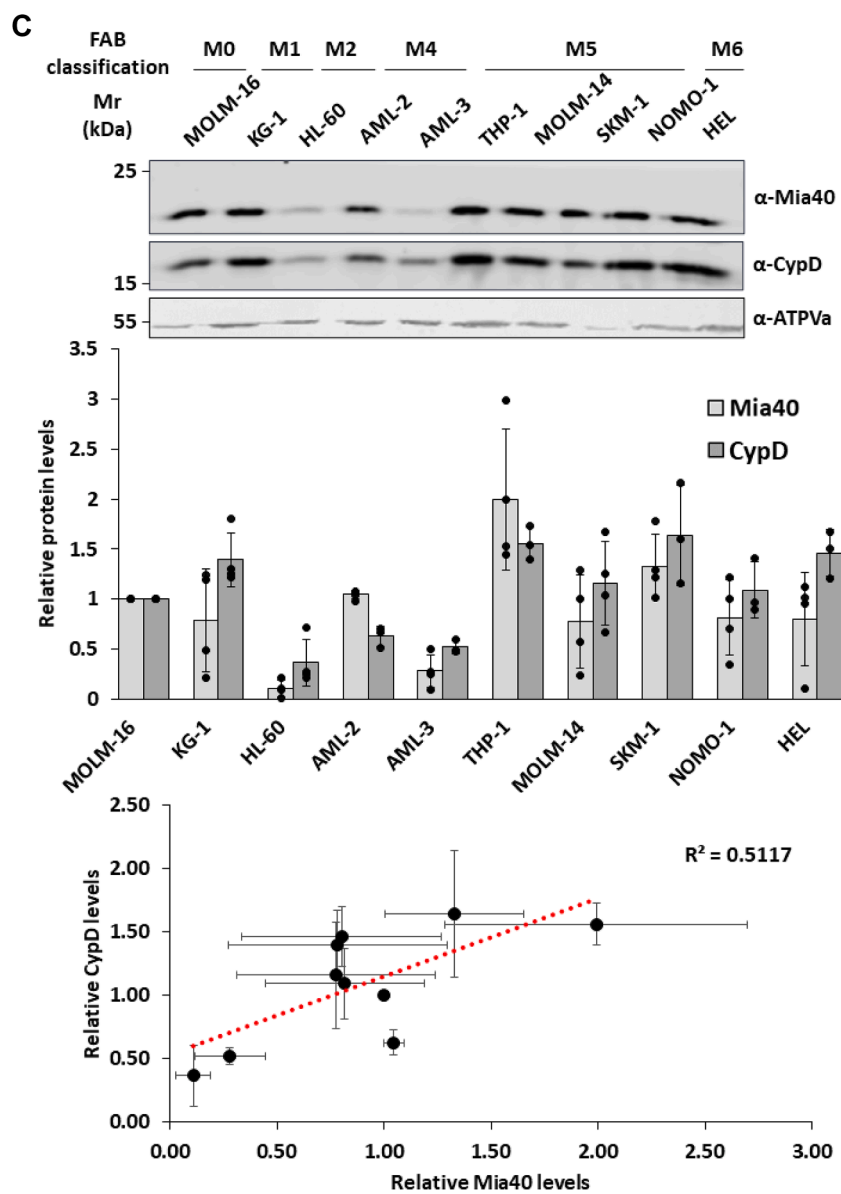 C
FAB classification M0 M1 M2 M4 M5 M6
Mr (kDa) MOLM-16 KG-1 HL-60 AML-2 AML-3 THP-1 MOLM-14 SKM-1 NOMO-1 HEL
25
α-Mia40
α-CypD
15
55 α-ATPVa
3.5
3
2.5
2
1.5
1
0.5
0
Relative protein levels
Mia40
CypD
MOLM-16 KG-1 HL-60 AML-2 AML-3 THP-1 MOLM-14 SKM-1 NOMO-1 HEL
2.50
2.00
1.50
1.00
0.50
0.00
Relative CypD levels
R² = 0.5117
0.00 0.50 1.00 1.50 2.00 2.50 3.00
Relative Mia40 levels